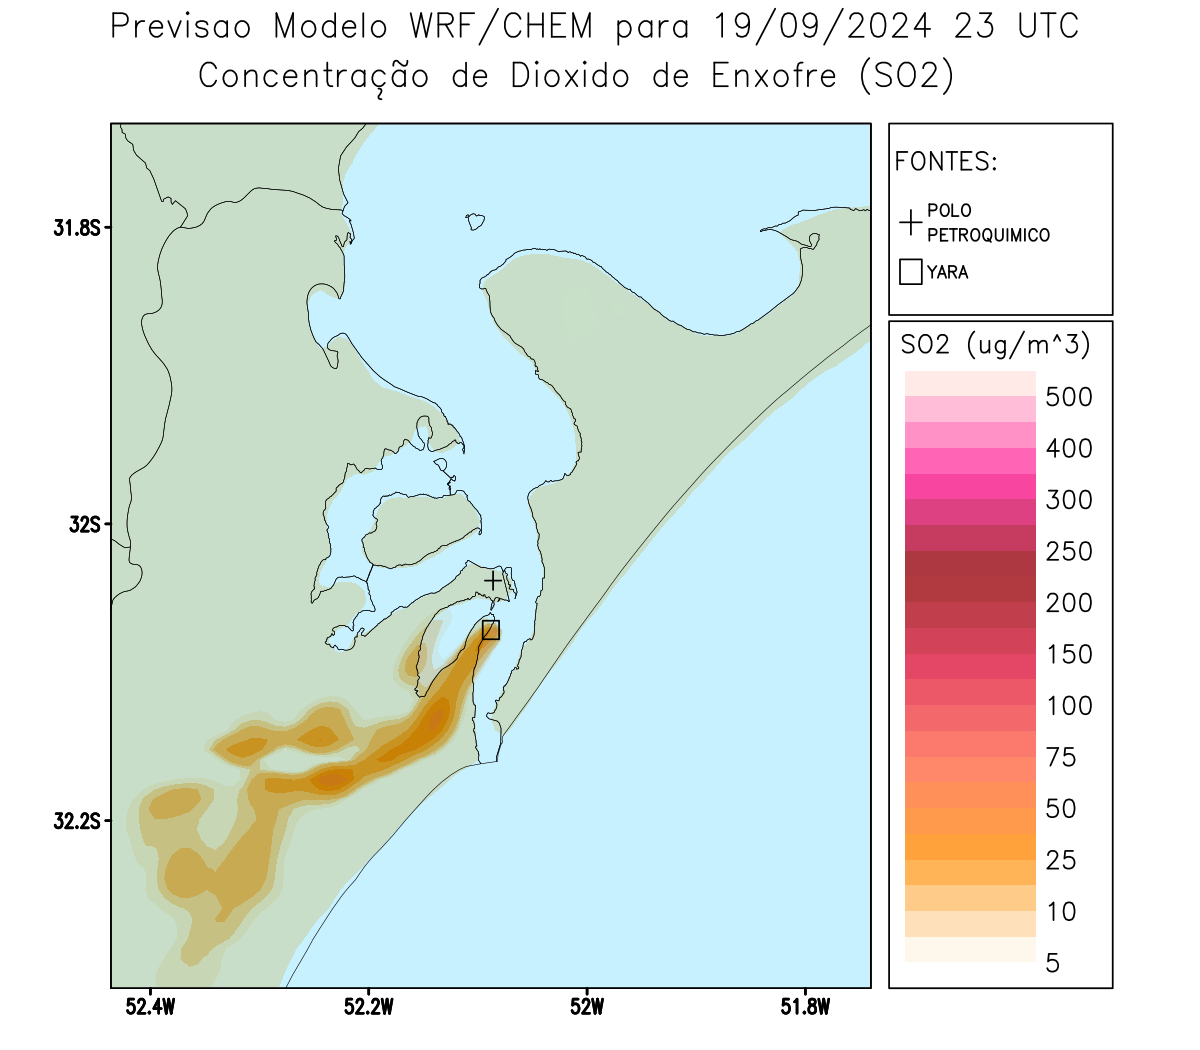 Previsao Modelo WRF/CHEM para 19/09/2024 23 UTC
Concentração de Dioxido de Enxofre (SO2)
FONTES:
POLO
PETROQUIMICO
YARA
SO2 (ug/m^3)
500
400
300
250
200
150
100
75
50
25
10
5
31.8S
32S
32.2S
52.4W
52.2W
52W
51.8W